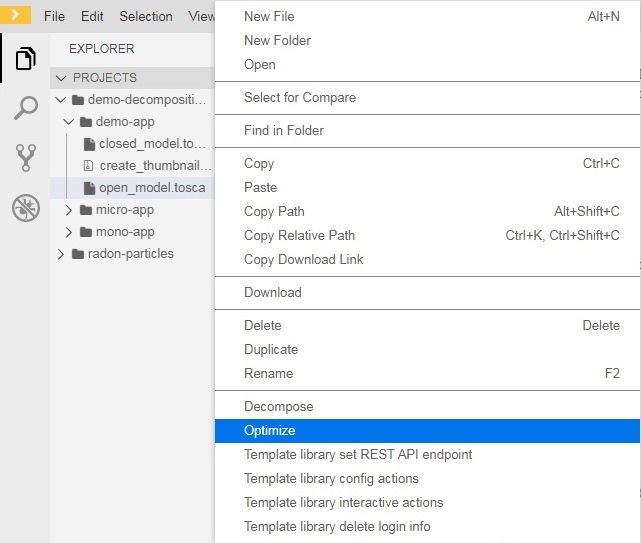 File Edit Selection View
EXPLORER
PROJECTS
demo-decompositi...
demo-app
closed_model.to...
create_thumbnail...
open_model.tosca
micro-app
mono-app
radon-particles
New File Alt+N
New Folder
Open
Select for Compare
Find in Folder
Copy Ctrl+C
Paste
Copy Path Alt+Shift+C
Copy Relative Path Ctrl+K, Ctrl+Shift+C
Copy Download Link
Download
Delete Delete
Duplicate
Rename F2
Decompose
Optimize
Template library set REST API endpoint
Template library config actions
Template library interactive actions
Template library delete login info